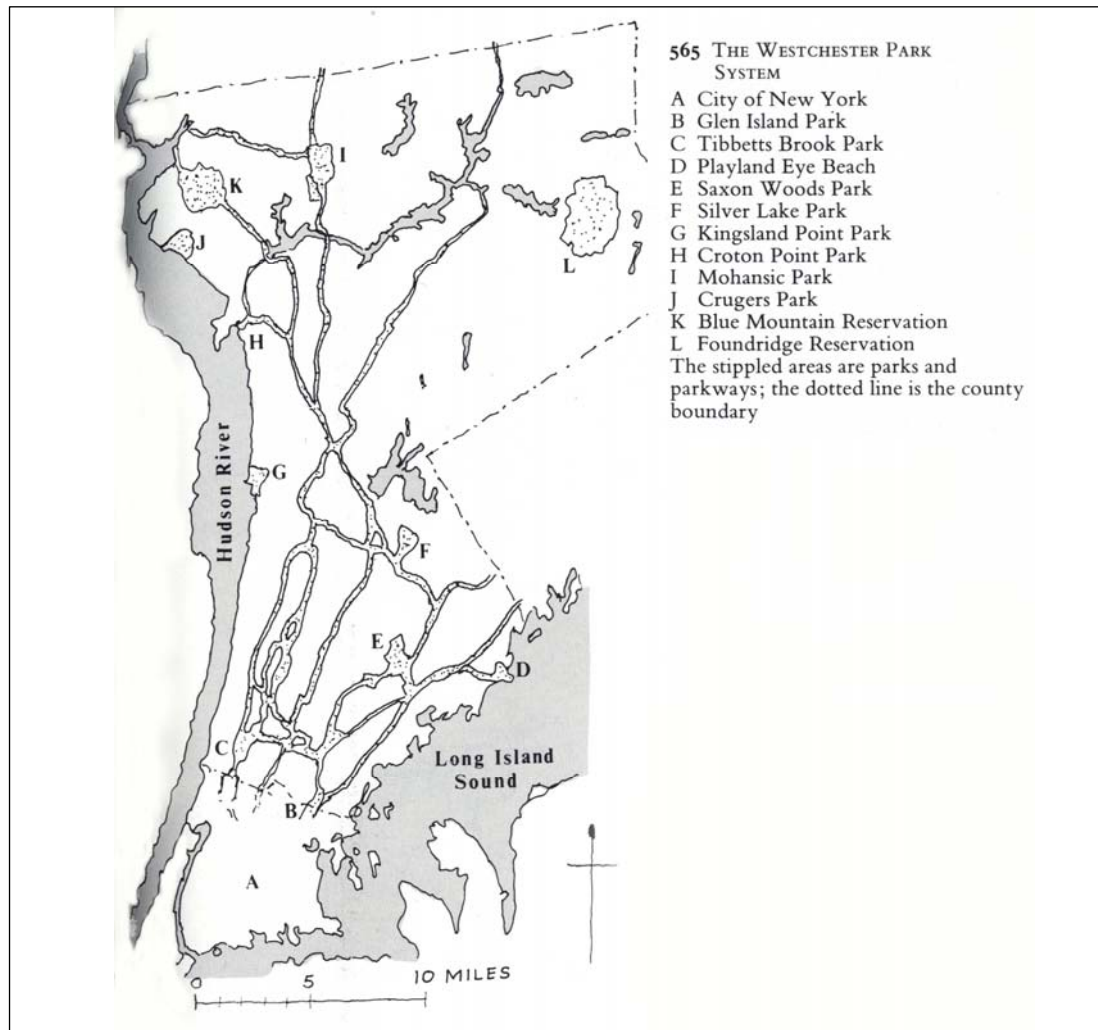 565 THE WESTCHESTER PARK
SYSTEM
A City of New York
B Glen Island Park
C Tibbetts Brook Park
D Playland Eye Beach
E Saxon Woods Park
F Silver Lake Park
G Kingsland Point Park
H Croton Point Park
I Mohansic Park
J Crugers Park
K Blue Mountain Reservation
L Foundridge Reservation
The stippled areas are parks and
parkways; the dotted line is the county
boundary
I
K
J
L
H
G
Hudson River
F
E
D
C
Long Island
Sound
B
A
0 5 10 MILES